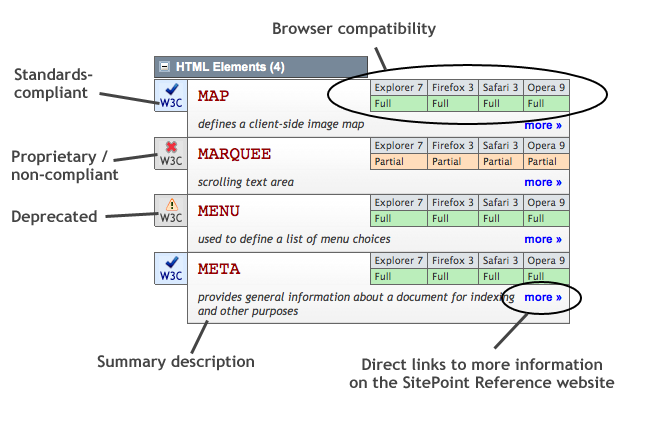 Browser compatibility
HTML Elements (4)
Standards-
compliant
W3C
MAP
Explorer 7 Firefox 3 Safari 3 Opera 9
Full Full Full Full
defines a client-side image map more »
Proprietary /
non-compliant
W3C
MARQUEE
Explorer 7 Firefox 3 Safari 3 Opera 9
Partial Partial Partial Partial
scrolling text area more »
Deprecated
W3C
MENU
Explorer 7 Firefox 3 Safari 3 Opera 9
Full Full Full Full
used to define a list of menu choices more »
W3C
META
Explorer 7 Firefox 3 Safari 3 Opera 9
Full Full Full Full
provides general information about a document for indexing more »
and other purposes
Summary description
Direct links to more information
on the SitePoint Reference website